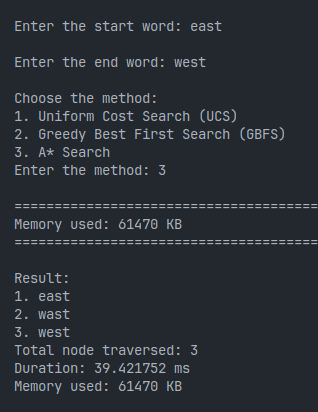 Enter the start word: east
Enter the end word: west
Choose the method:
1. Uniform Cost Search (UCS)
2. Greedy Best First Search (GBFS)
3. A* Search
Enter the method: 3
======================================
Memory used: 61470 KB
======================================
Result:
1. east
2. wast
3. west
Total node traversed: 3
Duration: 39.421752 ms
Memory used: 61470 KB